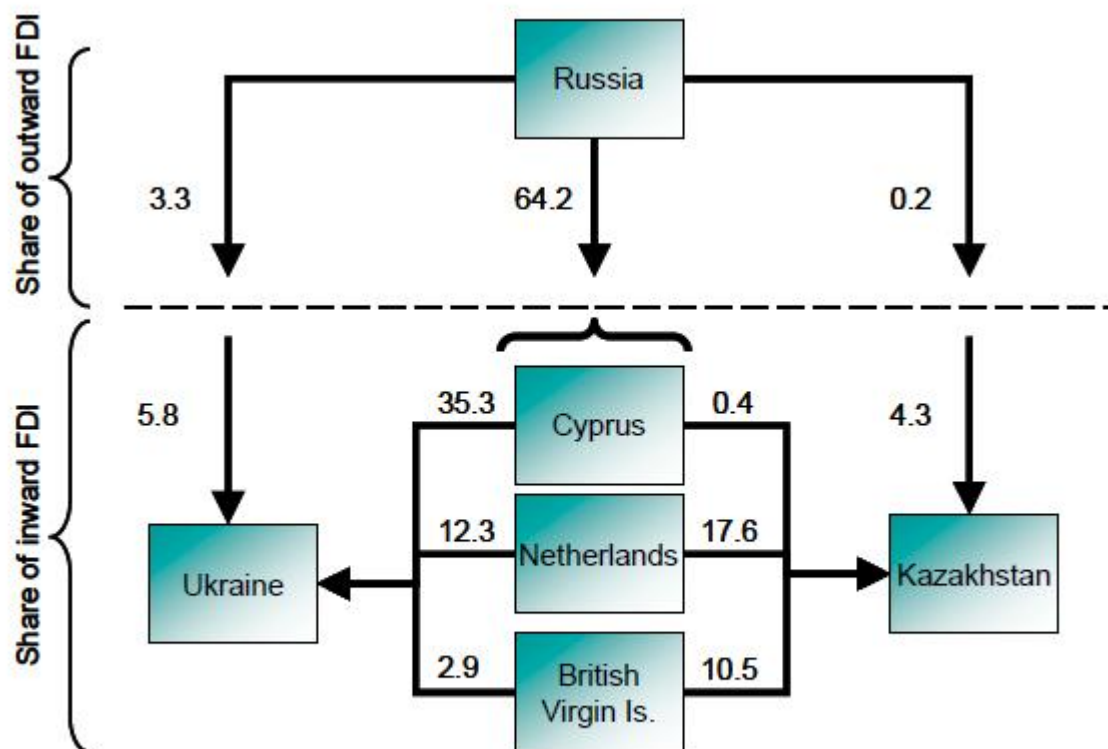 Share of outward FDI
Russia
3.3
64.2
0.2
Share of inward FDI
5.8
35.3
Cyprus
0.4
4.3
12.3
Netherlands
17.6
Ukraine
Kazakhstan
2.9
British
Virgin Is.
10.5